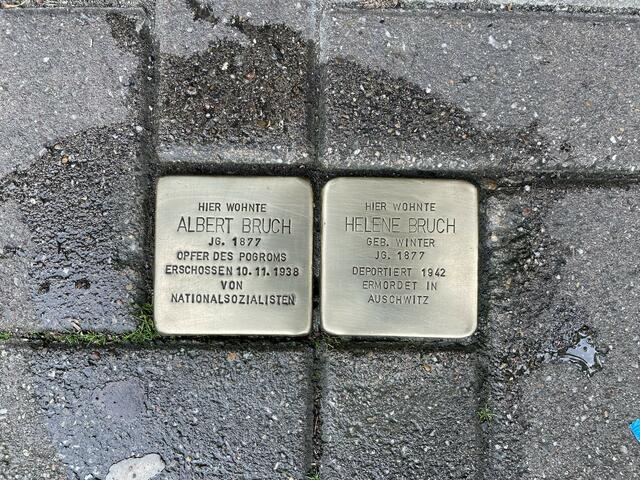 HIER WOHNTE
ALBERT BRUCH
JG. 1877
OPFER DES POGROMS
ERSCHOSSEN 10.11.1938
VON
NATIONALSOZIALISTEN
HIER WOHNTE
HELENE BRUCH
GEB. WINTER
JG. 1877
DEPORTIERT 1942
ERMORDET IN
AUSCHWITZ